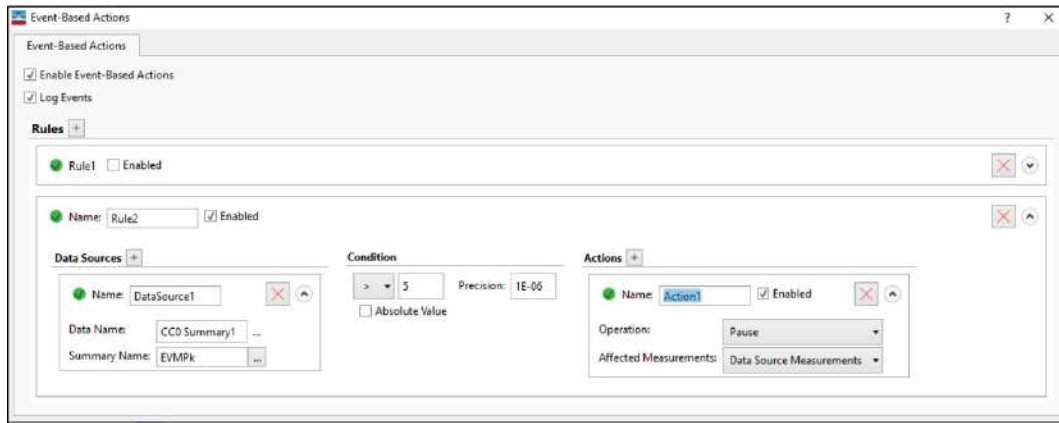 Event-Based Actions ? X
Event-Based Actions
Enable Event-Based Actions
Log Events
Rules +
Rule1 Enabled
Name: Rule2 Enabled
Data Sources + Condition Actions +
Name: DataSource1 > 5 Precision: 1E-06 Name: Action1 Enabled
Absolute Value
Data Name: CC0 Summary1 ... Operation: Pause
Summary Name: EVMPk ... Affected Measurements: Data Source Measurements